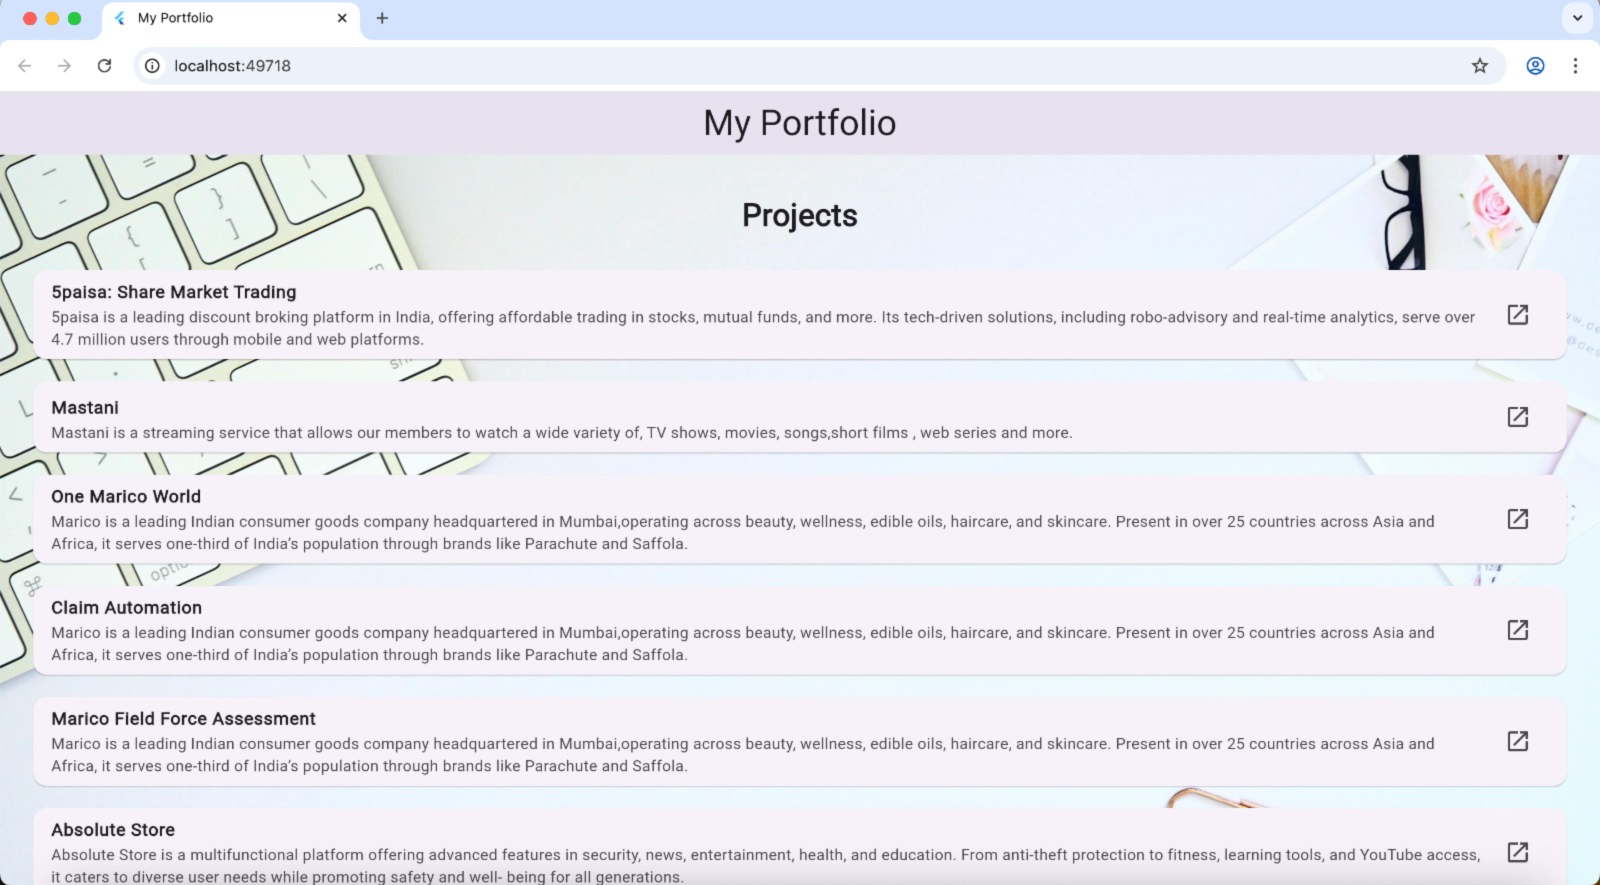 My Portfolio
localhost:49718
My Portfolio
Projects
5paisa: Share Market Trading
5paisa is a leading discount broking platform in India, offering affordable trading in stocks, mutual funds, and more. Its tech-driven solutions, including robo-advisory and real-time analytics, serve over
4.7 million users through mobile and web platforms.
Mastani
Mastani is a streaming service that allows our members to watch a wide variety of, TV shows, movies, songs,short films , web series and more.
One Marico World
Marico is a leading Indian consumer goods company headquartered in Mumbai,operating across beauty, wellness, edible oils, haircare, and skincare. Present in over 25 countries across Asia and
Africa, it serves one-third of India’s population through brands like Parachute and Saffola.
option
Claim Automation
Marico is a leading Indian consumer goods company headquartered in Mumbai,operating across beauty, wellness, edible oils, haircare, and skincare. Present in over 25 countries across Asia and
Africa, it serves one-third of India’s population through brands like Parachute and Saffola.
Marico Field Force Assessment
Marico is a leading Indian consumer goods company headquartered in Mumbai,operating across beauty, wellness, edible oils, haircare, and skincare. Present in over 25 countries across Asia and
Africa, it serves one-third of India’s population through brands like Parachute and Saffola.
Absolute Store
Absolute Store is a multifunctional platform offering advanced features in security, news, entertainment, health, and education. From anti-theft protection to fitness, learning tools, and YouTube access,
it caters to diverse user needs while promoting safety and well- being for all generations.